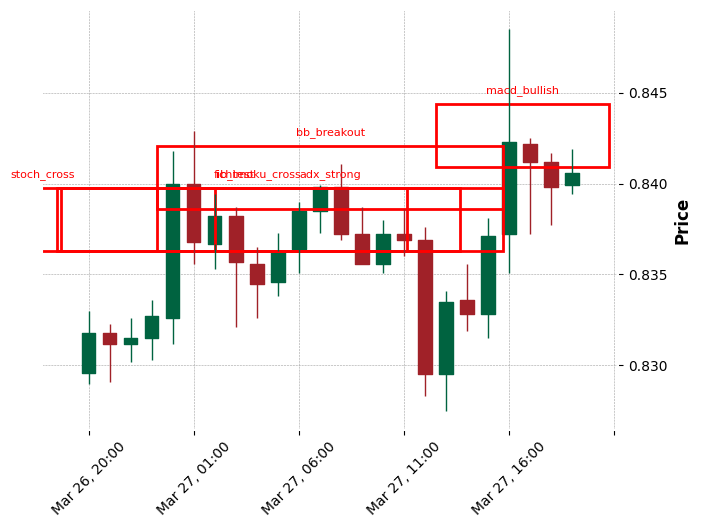 macd_bullish
bb_breakout
stoch_cross
adx_strong
0.845
0.840
0.835
0.830
Price
Mar 26, 20:00
Mar 27, 01:00
Mar 27, 06:00
Mar 27, 11:00
Mar 27, 16:00